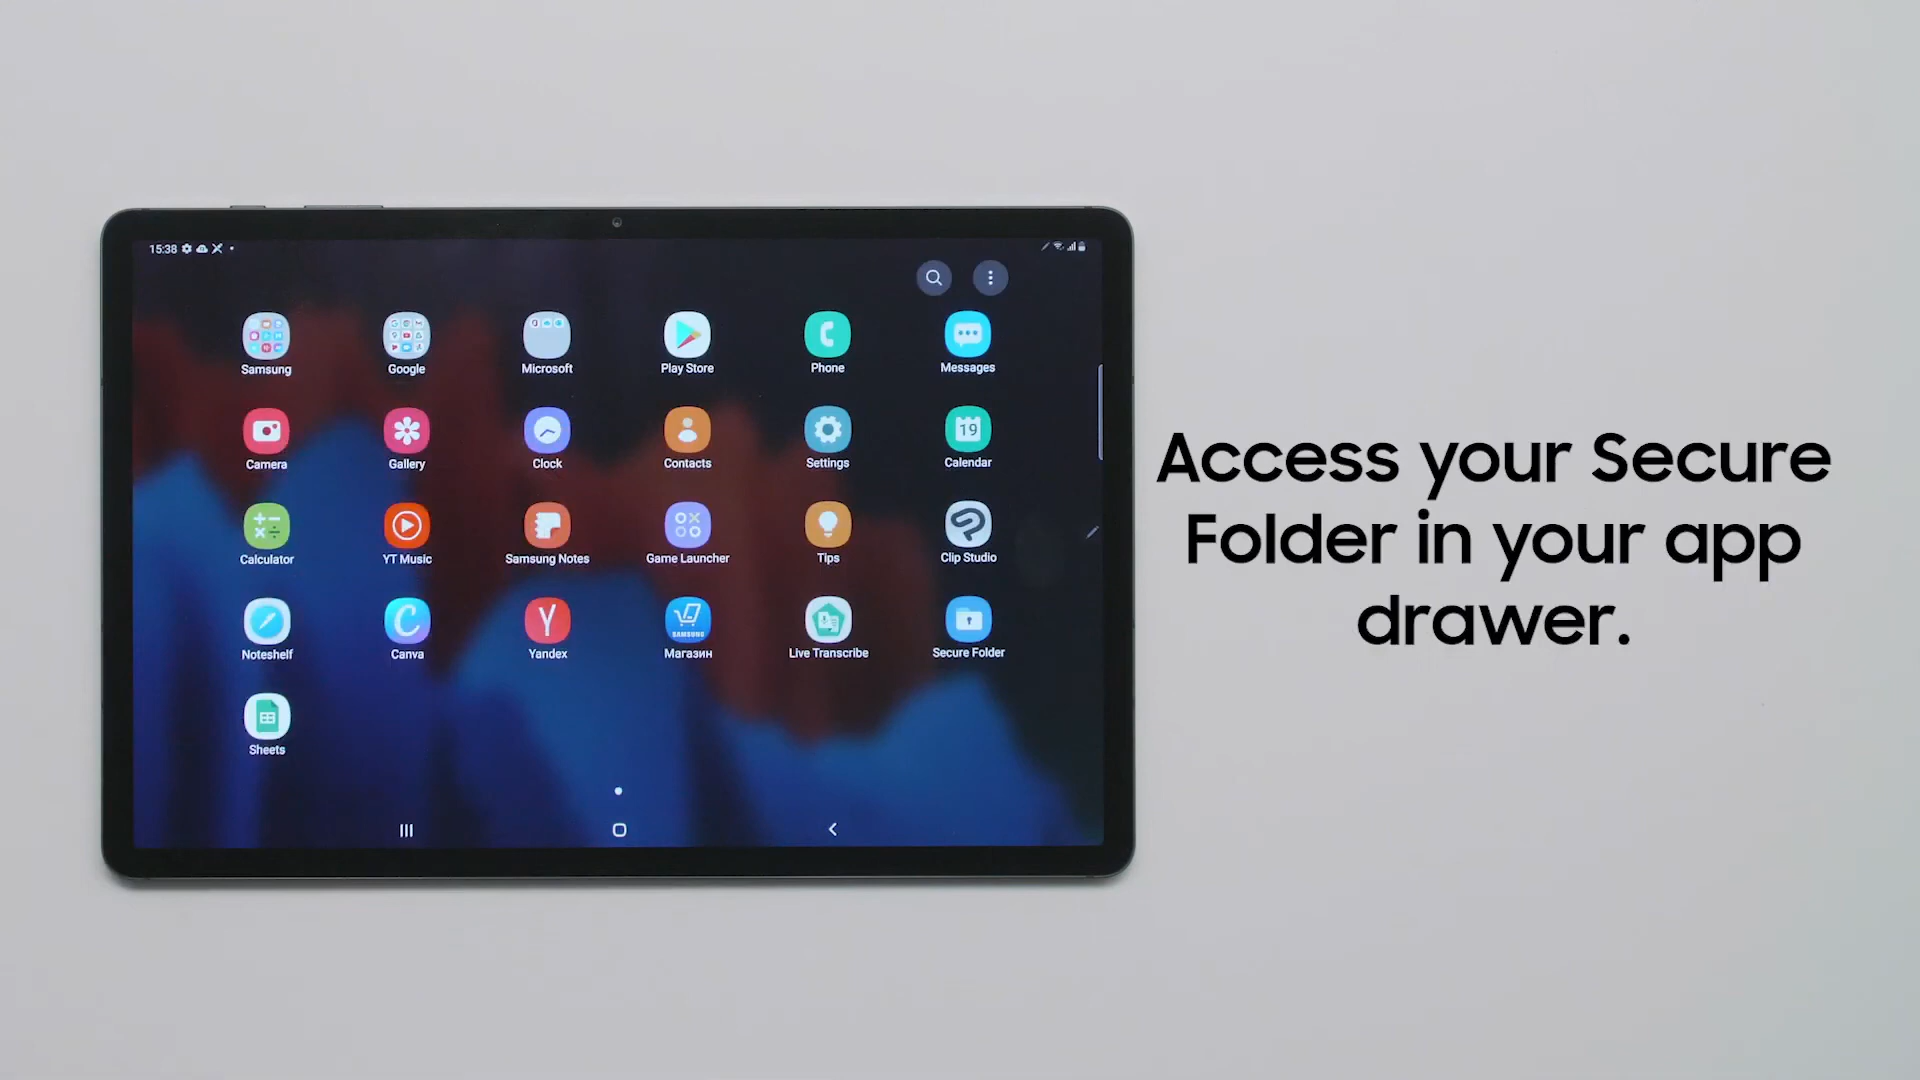 15:38
Samsung
Google
Microsoft
Play Store
Phone
Messages
Camera
Gallery
Clock
Contacts
Settings
19
Calendar
Calculator
YT Music
Samsung Notes
Game Launcher
Tips
Clip Studio
Noteshelf
Canva
Yandex
SAMSUNG
Магазин
Live Transcribe
Secure Folder
Sheets
Access your Secure
Folder in your app
drawer.